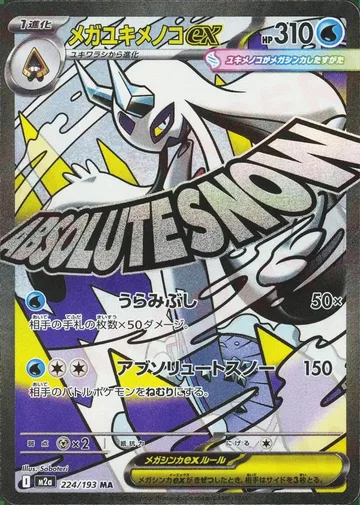 1進化
メガユキメノコex
HP310
ユキワラシから進化
ユキメノコがメガシンカしたすがた
ABSOLUTESNOW
うらみぶし 50×
相手の手札の枚数×50ダメージ。
アブソリュートスノー 150
相手のバトルポケモンをねむりにする。
弱点 ×2 抵抗力 にげる
Illus. Saboteri
メガシンカexルール
メガシンカexがきぜつしたとき、相手はサイドを3枚とる。
I M2a 224/193 MA